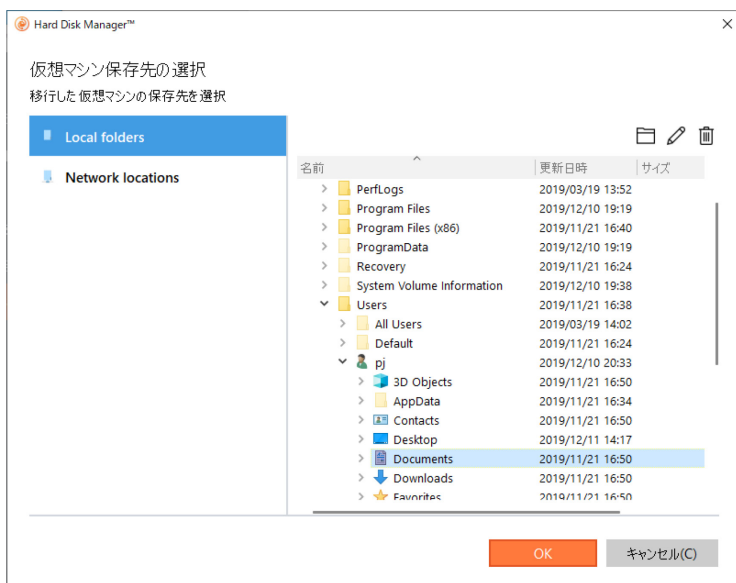 Hard Disk Manager™
仮想マシン保存先の選択
移行した仮想マシンの保存先を選択
Local folders
Network locations
名前 更新日時 サイズ
PerfLogs 2019/03/19 13:52
Program Files 2019/12/10 19:19
Program Files (x86) 2019/11/21 16:40
ProgramData 2019/12/10 19:19
Recovery 2019/11/21 16:24
System Volume Information 2019/12/10 19:38
Users 2019/11/21 16:38
All Users 2019/03/19 14:02
Default 2019/11/21 16:24
pj 2019/12/10 20:33
3D Objects 2019/11/21 16:50
AppData 2019/11/21 16:34
Contacts 2019/11/21 16:50
Desktop 2019/12/11 14:17
Documents 2019/11/21 16:50
Downloads 2019/11/21 16:50
Favorites 2019/11/21 16:50
OK キャンセル(C)